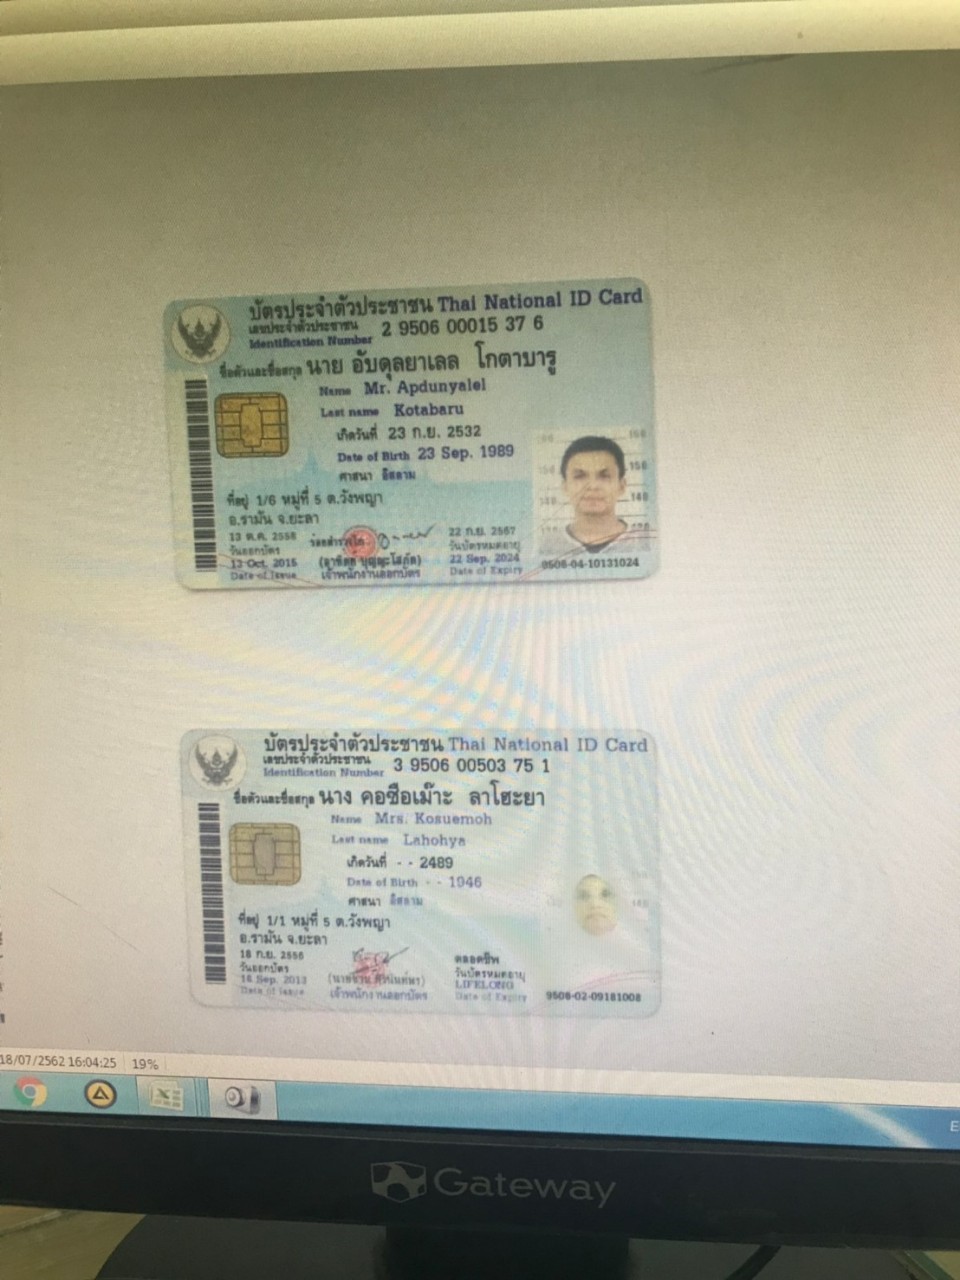 บัตรประจำตัวประชาชน Thai National ID Card
เลขประจำตัวประชาชน
Identification Number 2 9506 00015 37 6
ชื่อตัวและชื่อสกุล นาย อับดุลยาเลล โกตาบารู
Name Mr. Apdunyalel
Last name Kotabaru
เกิดวันที่ 23 ก.ย. 2532
Date of Birth 23 Sep. 1989
ศาสนา อิสลาม
ที่อยู่ 1/6 หมู่ที่ 5 ต.วังพญา
อ.รามัน จ.ยะลา
13 ต.ค. 2558
วันออกบัตร
13 Oct. 2015
Date of Issue
เจ้าพนักงานออกบัตร
22 ก.ย. 2567
วันบัตรหมดอายุ
22 Sep. 2024
Date of Expiry
9506-04-10131024
บัตรประจำตัวประชาชน Thai National ID Card
เลขประจำตัวประชาชน
Identification Number 3 9506 00503 75 1
ชื่อตัวและชื่อสกุล นาง คอซือเม๊าะ ลาโฮะยา
Name Mrs. Kosuemoh
Last name Lahohya
เกิดวันที่ - - 2489
Date of Birth - - 1946
ศาสนา อิสลาม
ที่อยู่ 1/1 หมู่ที่ 5 ต.วังพญา
อ.รามัน จ.ยะลา
18 ก.ย. 2556
วันออกบัตร
18 Sep. 2013
Date of Issue
เจ้าพนักงานออกบัตร
ตลอดชีพ
วันบัตรหมดอายุ
LIFELONG
Date of Expiry
9506-02-09181008
18/07/2562 16:04:25 19%
Gateway